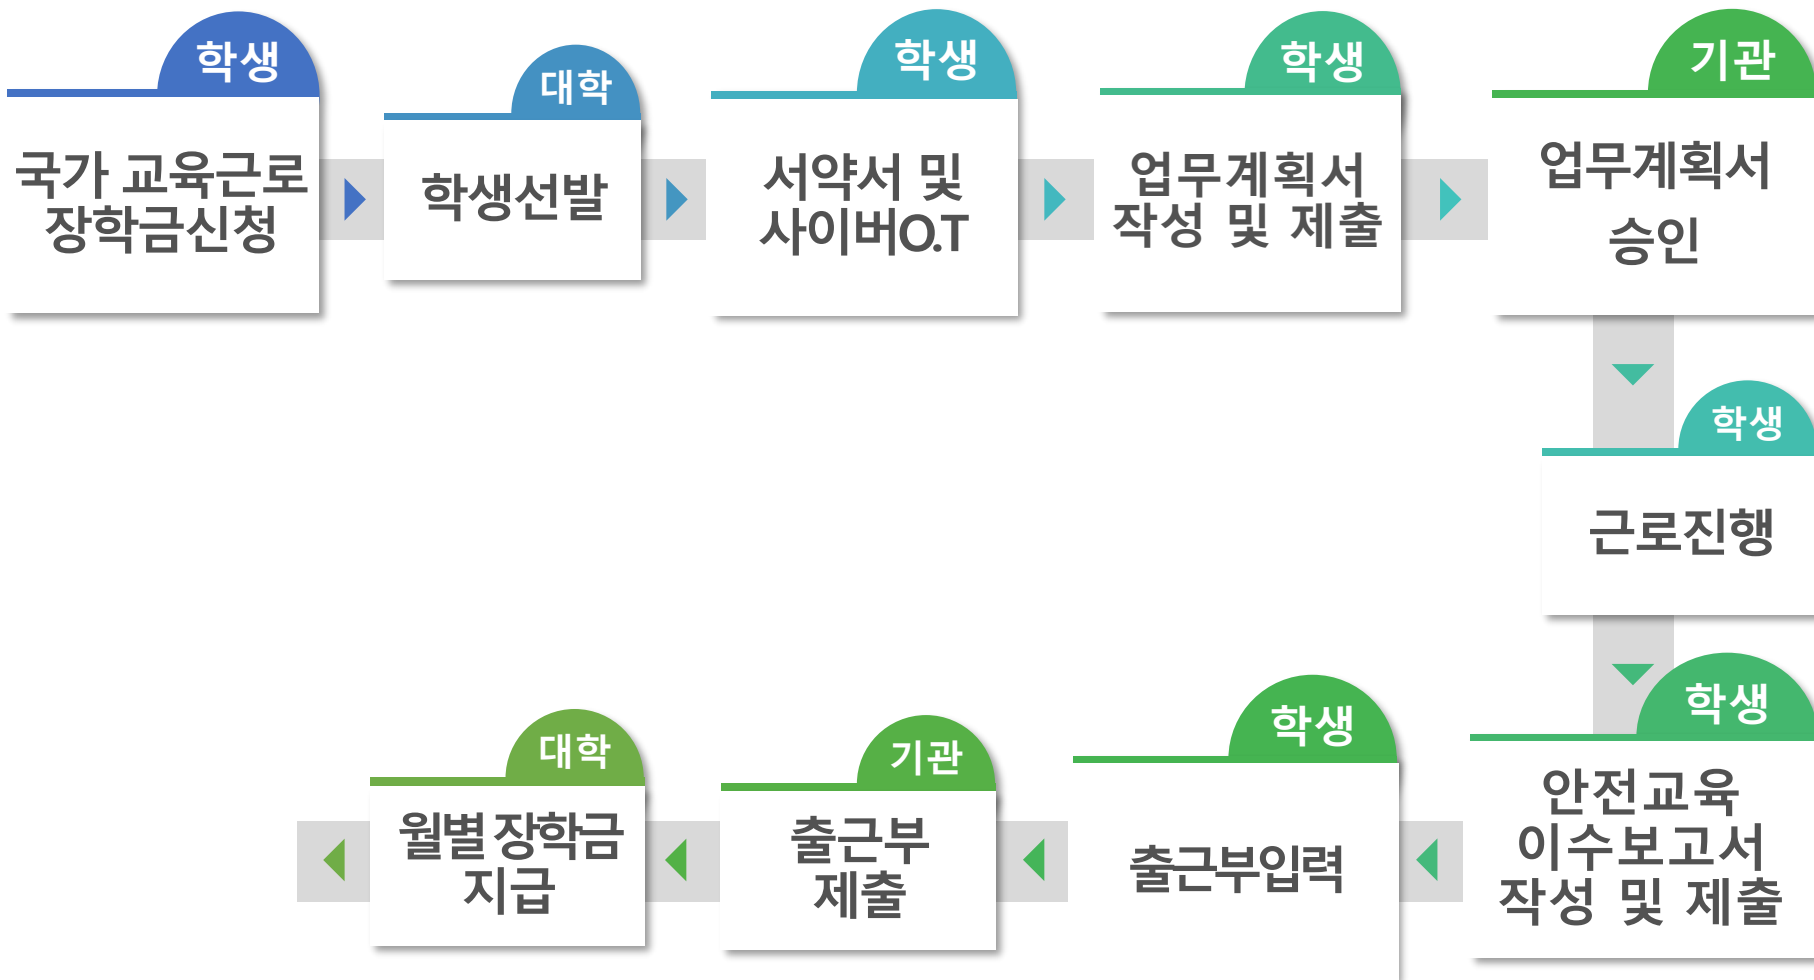 학생
국가 교육근로
장학금신청
대학
학생선발
학생
서약서 및
사이버O.T
학생
업무계획서
작성 및 제출
기관
업무계획서
승인
학생
근로진행
학생
안전교육
이수보고서
작성 및 제출
학생
출근부입력
기관
출근부
제출
대학
월별 장학금
지급